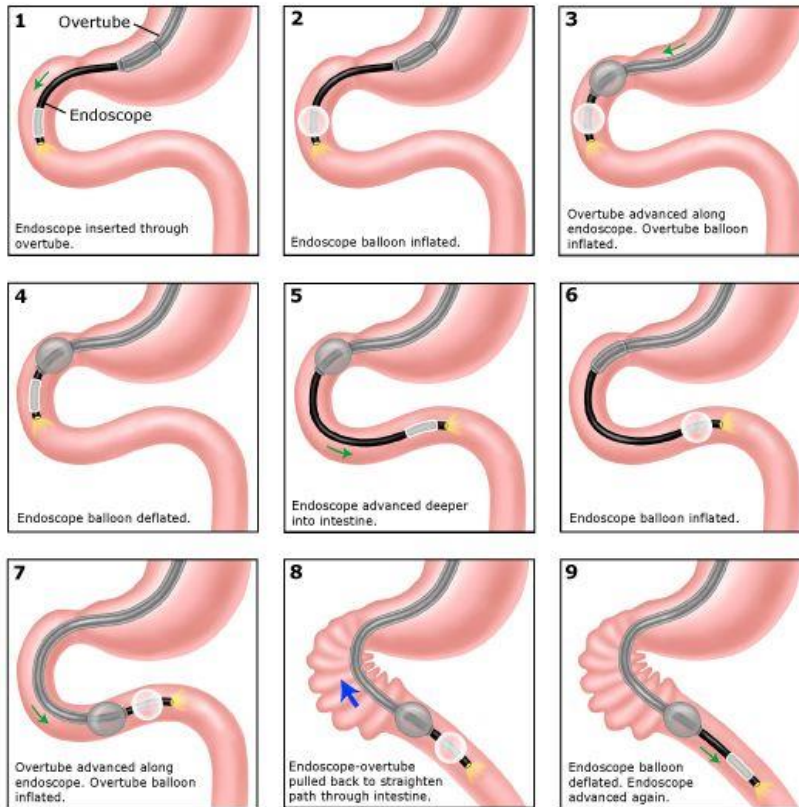 1
Overtube
Endoscope
Endoscope inserted through
overtube.
2
Endoscope balloon inflated.
3
Overtube advanced along
endoscope. Overtube balloon
inflated.
4
Endoscope balloon deflated.
5
Endoscope advanced deeper
into intestine.
6
Endoscope balloon inflated.
7
Overtube advanced along
endoscope. Overtube balloon
inflated.
8
Endoscope-overtube
pulled back to straighten
path through intestine.
9
Endoscope balloon
deflated. Endoscope
advanced again.